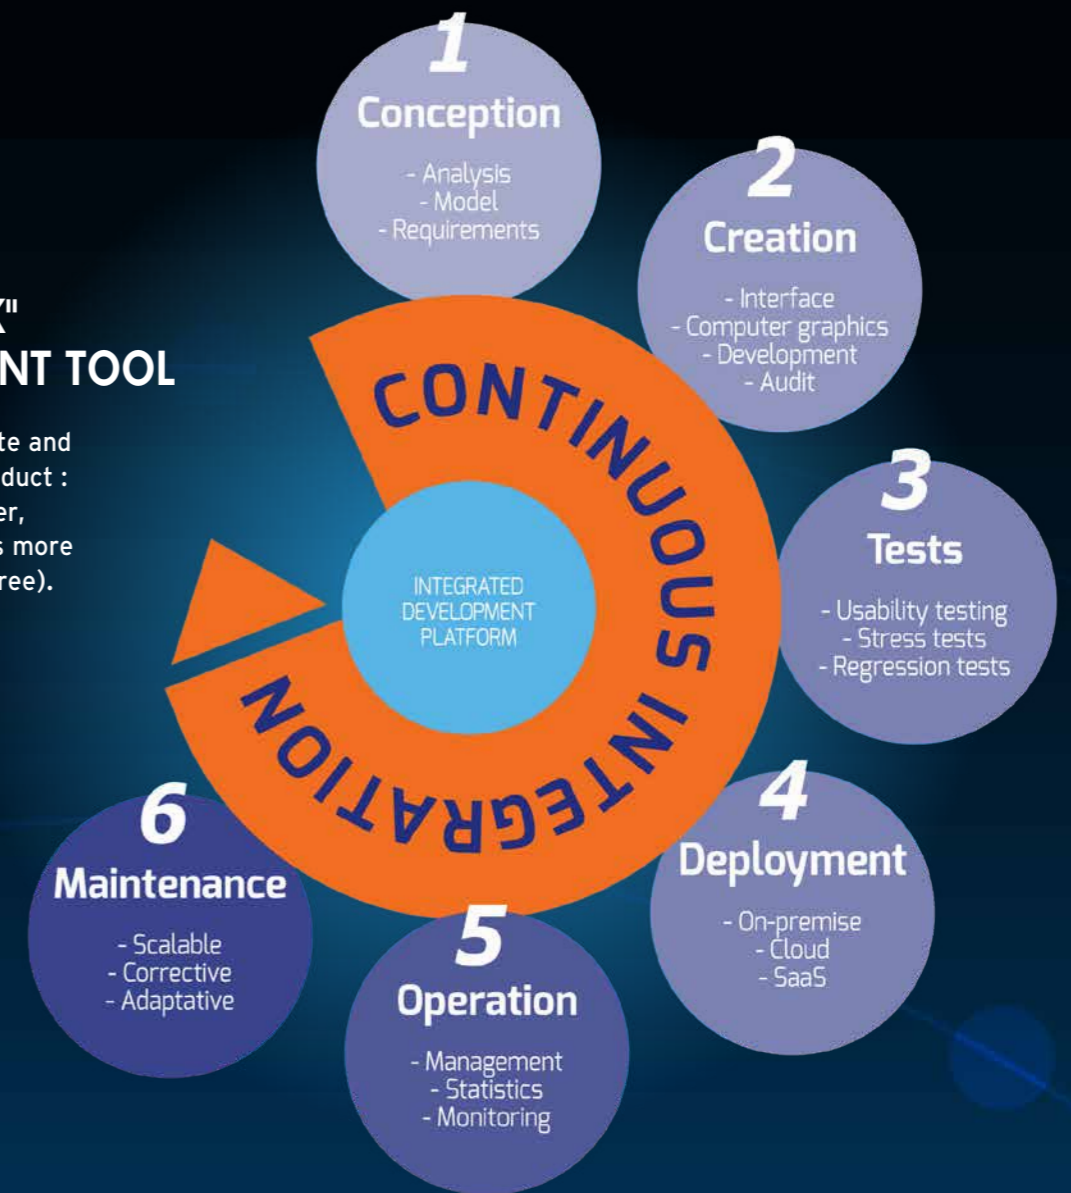 NT TOOL
te and
duct :
er,
s more
ree).
1
Conception
- Analysis
- Model
- Requirements
2
Creation
- Interface
- Computer graphics
- Development
- Audit
3
Tests
- Usability testing
- Stress tests
- Regression tests
4
Deployment
- On-premise
- Cloud
- SaaS
5
Operation
- Management
- Statistics
- Monitoring
6
Maintenance
- Scalable
- Corrective
- Adaptative
CONTINUOUS INTEGRATION
INTEGRATED
DEVELOPMENT
PLATFORM